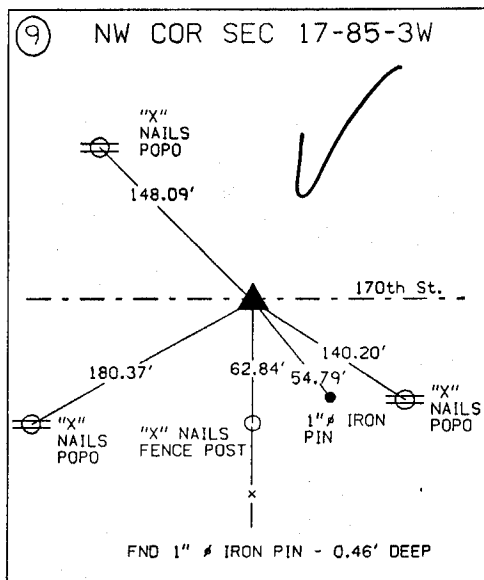 9 NW COR SEC 17-85-3W
"X"
NAILS
POPO
148.09'
170th St.
180.37'
62.84'
54.79'
140.20'
"X"
NAILS
POPO
"X" NAILS
FENCE POST
1"ø IRON
PIN
"X"
NAILS
POPO
x
FND 1" ø IRON PIN - 0.46' DEEP